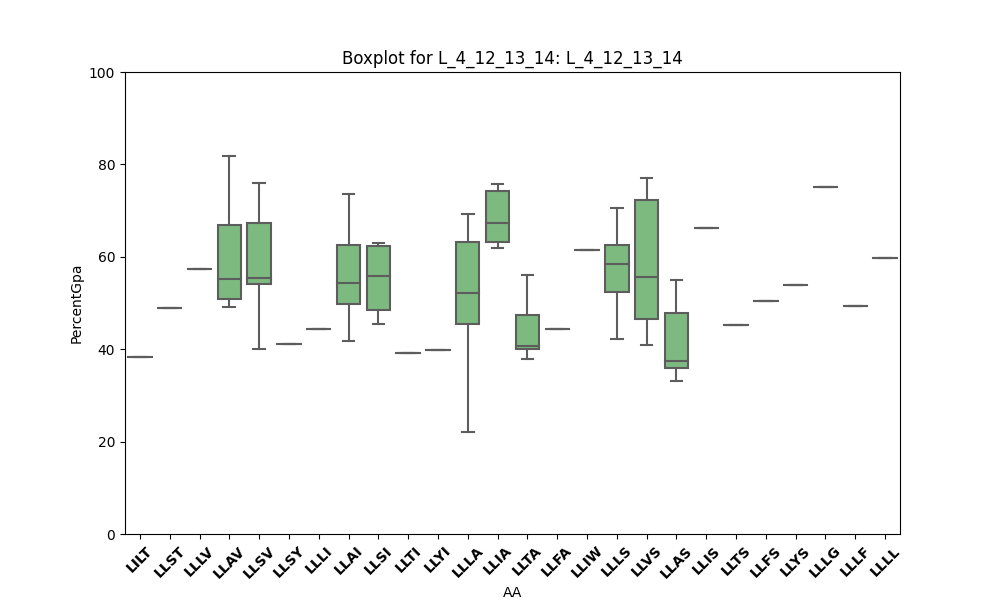 Boxplot for L_4_12_13_14: L_4_12_13_14
100
80
60
40
20
0
PercentGpa
LILT
LLST
LLLV
LLAV
LLSV
LLSY
LLLI
LLAI
LLSI
LLTI
LLYI
LLLA
LLIA
LLTA
LLFA
LLIW
LLLS
LLVS
LLAS
LLIS
LLTS
LLFS
LLYS
LLLG
LLLF
LLLL
AA